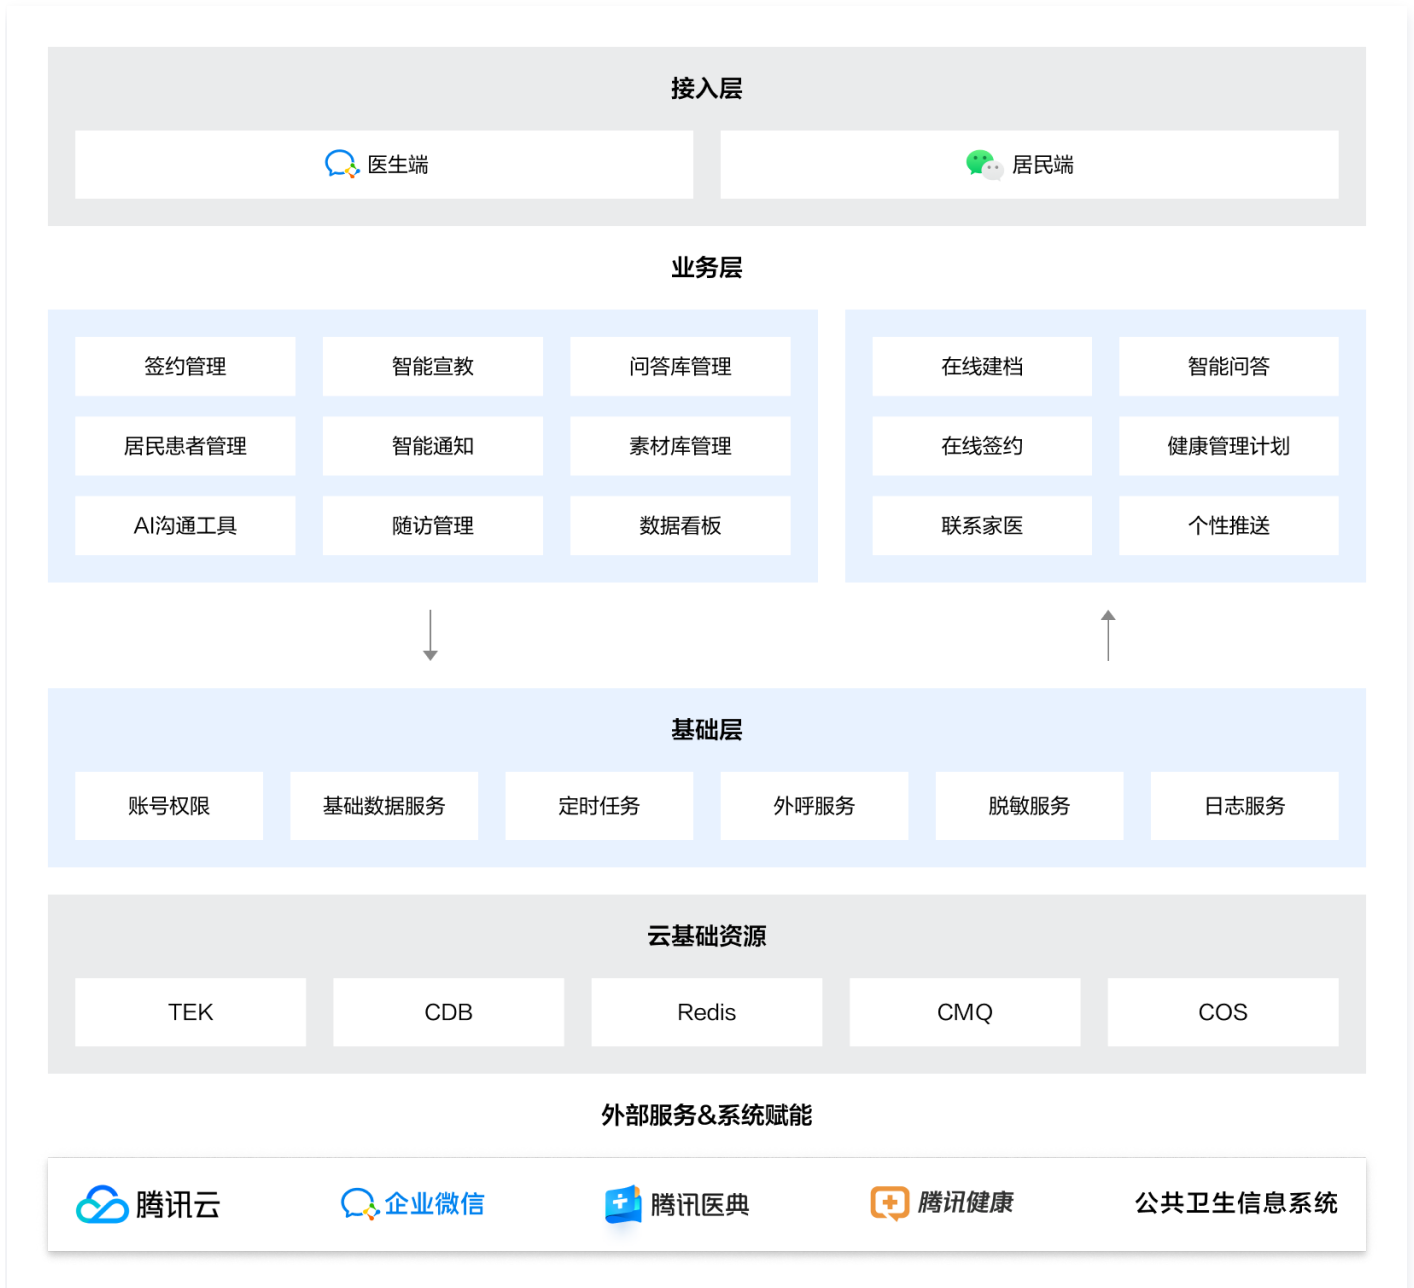 接入层
医生端
居民端
业务层
签约管理
智能宣教
问答库管理
在线建档
智能问答
居民患者管理
智能通知
素材库管理
在线签约
健康管理计划
AI沟通工具
随访管理
数据看板
联系家医
个性推送
基础层
账号权限
基础数据服务
定时任务
外呼服务
脱敏服务
日志服务
云基础资源
TEK
CDB
Redis
CMQ
COS
外部服务&系统赋能
腾讯云
企业微信
腾讯医典
腾讯健康
公共卫生信息系统